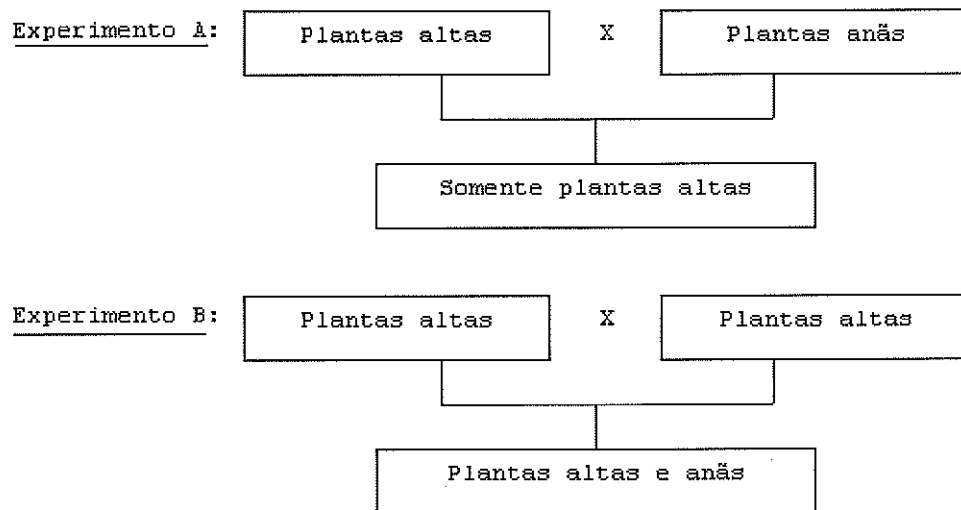 Experimento A: Plantas altas X Plantas anãs
Somente plantas altas
Experimento B: Plantas altas X Plantas altas
Plantas altas e anãs